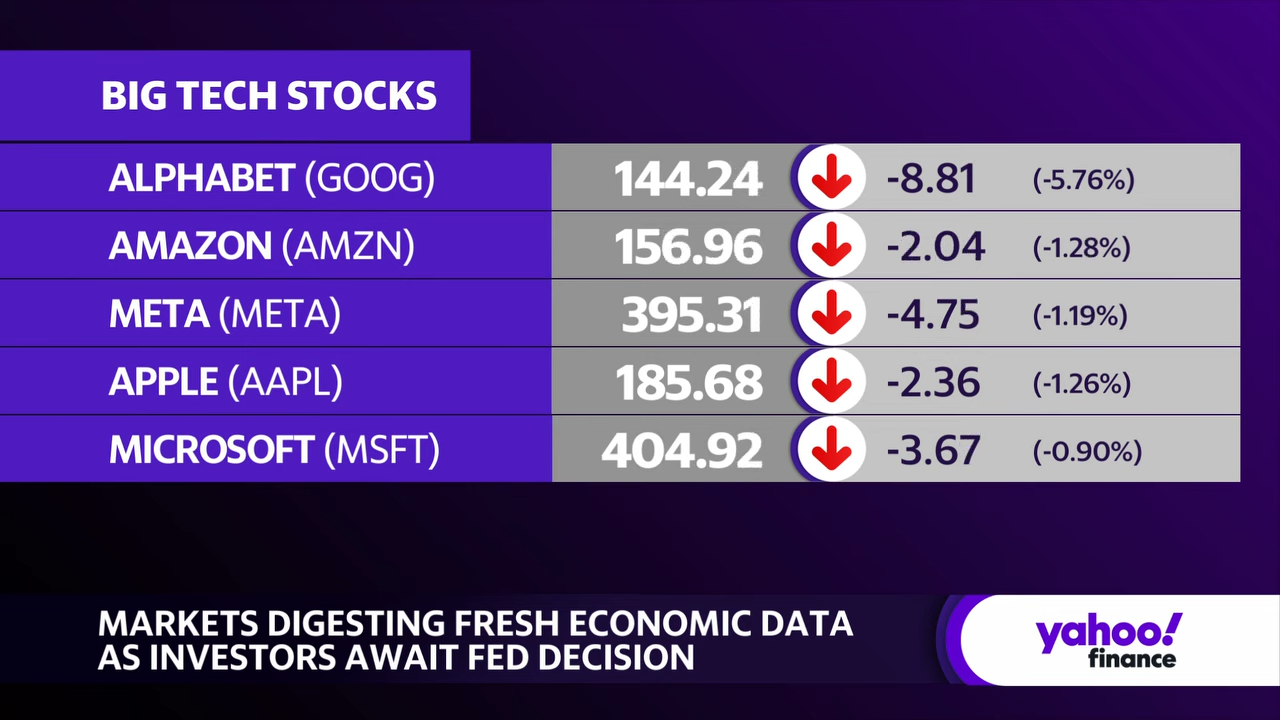 BIG TECH STOCKS
ALPHABET (GOOG) 144.24 -8.81 (-5.76%)
AMAZON (AMZN) 156.96 -2.04 (-1.28%)
META (META) 395.31 -4.75 (-1.19%)
APPLE (AAPL) 185.68 -2.36 (-1.26%)
MICROSOFT (MSFT) 404.92 -3.67 (-0.90%)
MARKETS DIGESTING FRESH ECONOMIC DATA
AS INVESTORS AWAIT FED DECISION
yahoo!
finance